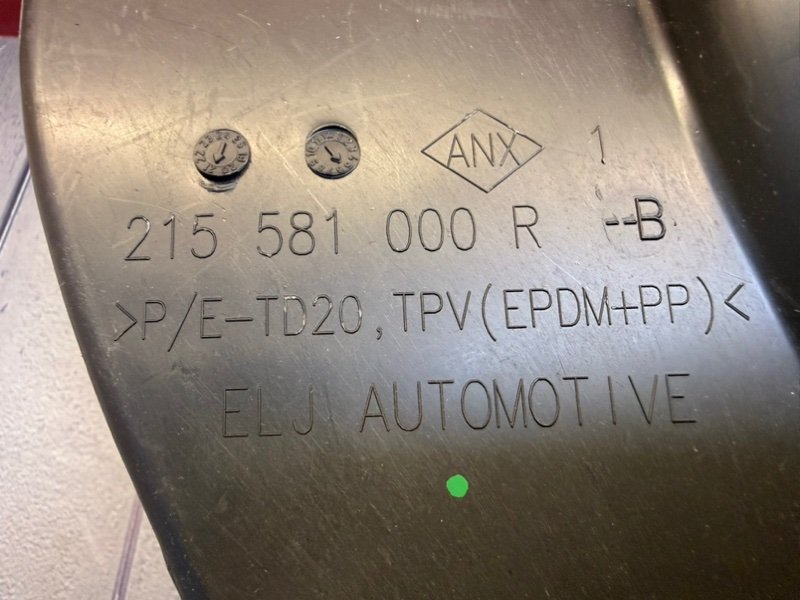 ANX 1
215 581 000 R --B
>P/E-TD20,TPV(EPDM+PP)<
ELJ AUTOMOTIVE